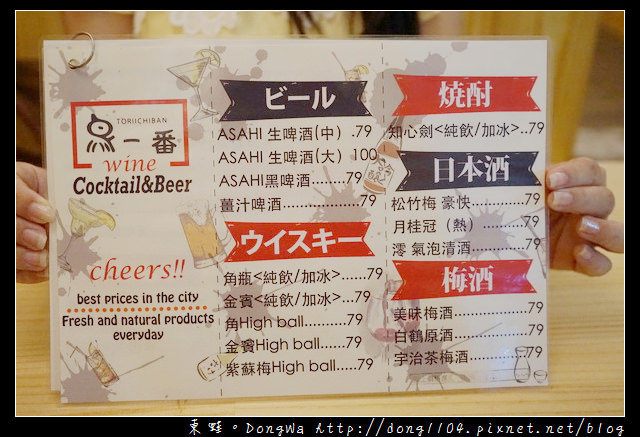 TORIICHIBAN
鳥一番
wine
Cocktail&Beer
cheers!!
best prices in the city
Fresh and natural products
everyday
ビール
ASAHI 生啤酒(中) .79
ASAHI 生啤酒(大) 100
ASAHI黑啤酒........79
薑汁啤酒...............79
ウイスキー
角瓶<純飲/加冰>......79
金賓<純飲/加冰>...79
角High ball...........79
金賓High ball......79
紫蘇梅High ball.....79
焼酎
知心劍<純飲/加冰>..79
日本酒
松竹梅 豪快............79
月桂冠（熱）.........79
澪 氣泡清酒............79
梅酒
美味梅酒................79
白鶴原酒................79
宇治茶梅酒.............79
東蛙。DongWa http://dong1104.pixnet.net/blog